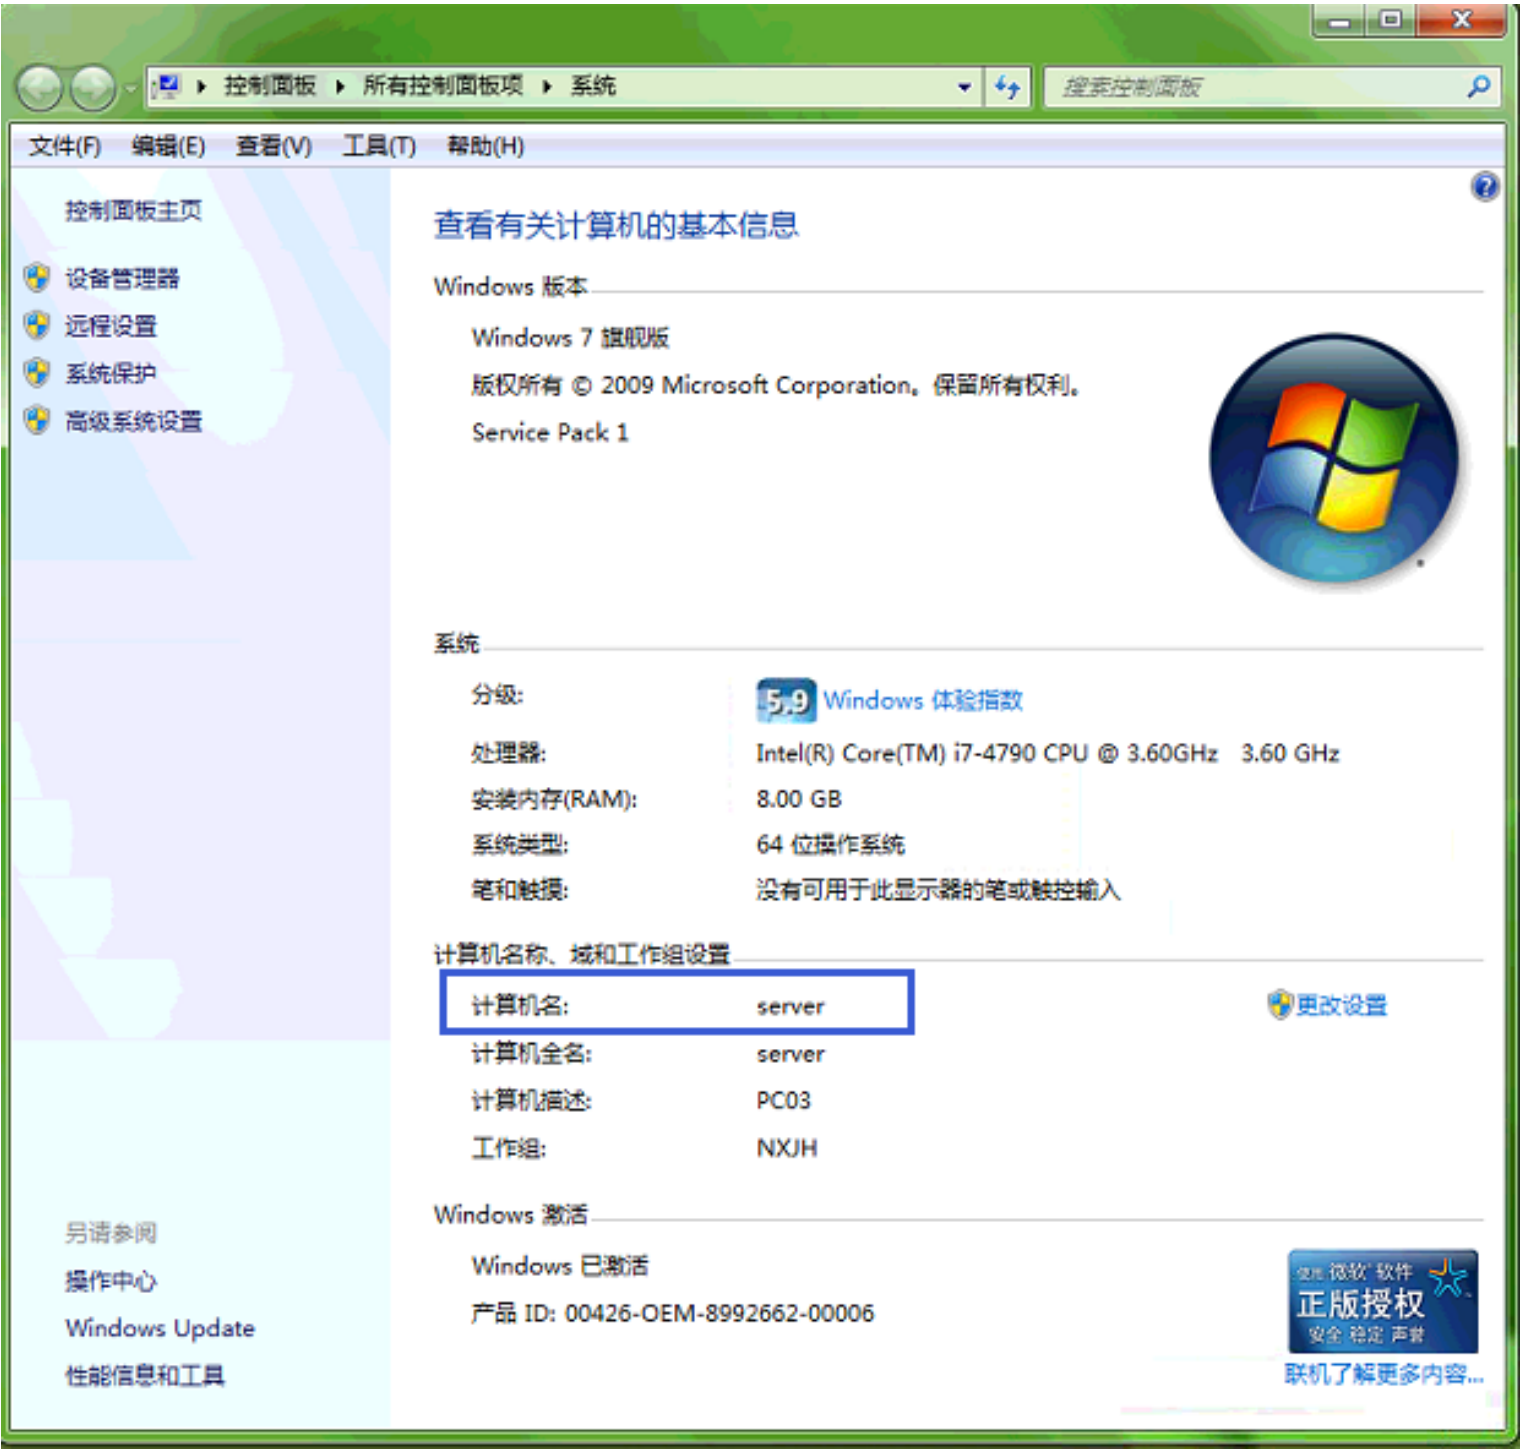 控制面板 ▸ 所有控制面板项 ▸ 系统
搜索控制面板
文件(F) 编辑(E) 查看(V) 工具(T) 帮助(H)
控制面板主页
设备管理器
远程设置
系统保护
高级系统设置
查看有关计算机的基本信息
Windows 版本
Windows 7 旗舰版
版权所有 © 2009 Microsoft Corporation。保留所有权利。
Service Pack 1
系统
分级: 5.9 Windows 体验指数
处理器: Intel(R) Core(TM) i7-4790 CPU @ 3.60GHz 3.60 GHz
安装内存(RAM): 8.00 GB
系统类型: 64 位操作系统
笔和触摸: 没有可用于此显示器的笔或触控输入
计算机名称、域和工作组设置
计算机名: server
更改设置
计算机全名: server
计算机描述: PC03
工作组: NXJH
Windows 激活
Windows 已激活
产品 ID: 00426-OEM-8992662-00006
使用 微软 软件
正版授权
安全 稳定 声誉
联机了解更多内容...
另请参阅
操作中心
Windows Update
性能信息和工具